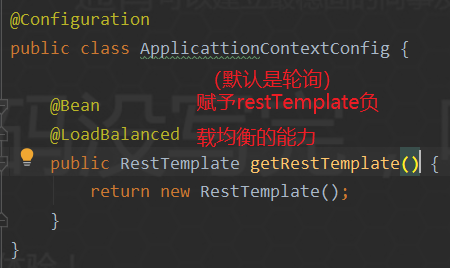 @Configuration
public class ApplicattionContextConfig {
（默认是轮询）
@Bean
赋予restTemplate负
@LoadBalanced
载均衡的能力
public RestTemplate getRestTemplate() {
return new RestTemplate();
}
}